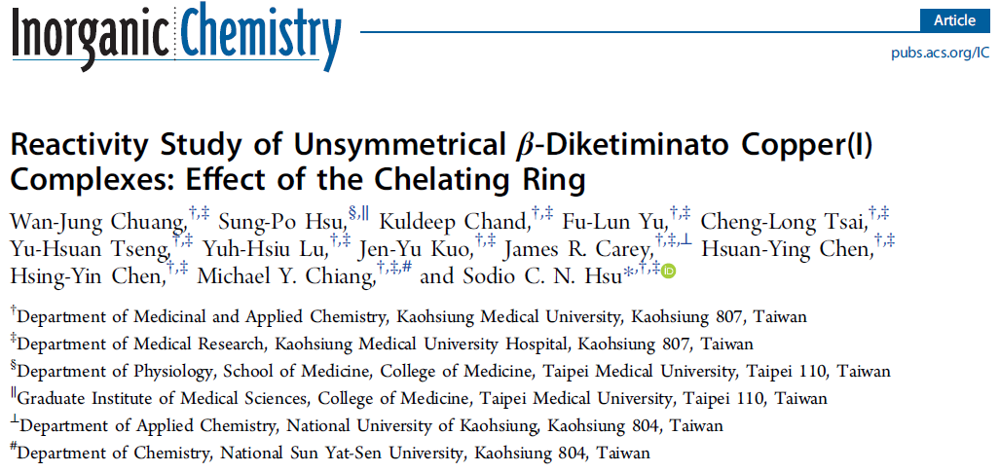 Inorganic Chemistry
Article
pubs.acs.org/IC
Reactivity Study of Unsymmetrical β-Diketiminato Copper(I)
Complexes: Effect of the Chelating Ring
Wan-Jung Chuang,†,‡ Sung-Po Hsu,§,∥ Kuldeep Chand,†,‡ Fu-Lun Yu,†,‡ Cheng-Long Tsai,†,‡
Yu-Hsuan Tseng,†,‡ Yuh-Hsiu Lu,†,‡ Jen-Yu Kuo,†,‡ James R. Carey,†,‡,⊥ Hsuan-Ying Chen,†,‡
Hsing-Yin Chen,†,‡ Michael Y. Chiang,†,‡,# and Sodio C. N. Hsu*,†,‡ iD
†Department of Medicinal and Applied Chemistry, Kaohsiung Medical University, Kaohsiung 807, Taiwan
‡Department of Medical Research, Kaohsiung Medical University Hospital, Kaohsiung 807, Taiwan
§Department of Physiology, School of Medicine, College of Medicine, Taipei Medical University, Taipei 110, Taiwan
∥Graduate Institute of Medical Sciences, College of Medicine, Taipei Medical University, Taipei 110, Taiwan
⊥Department of Applied Chemistry, National University of Kaohsiung, Kaohsiung 804, Taiwan
#Department of Chemistry, National Sun Yat-Sen University, Kaohsiung 804, Taiwan